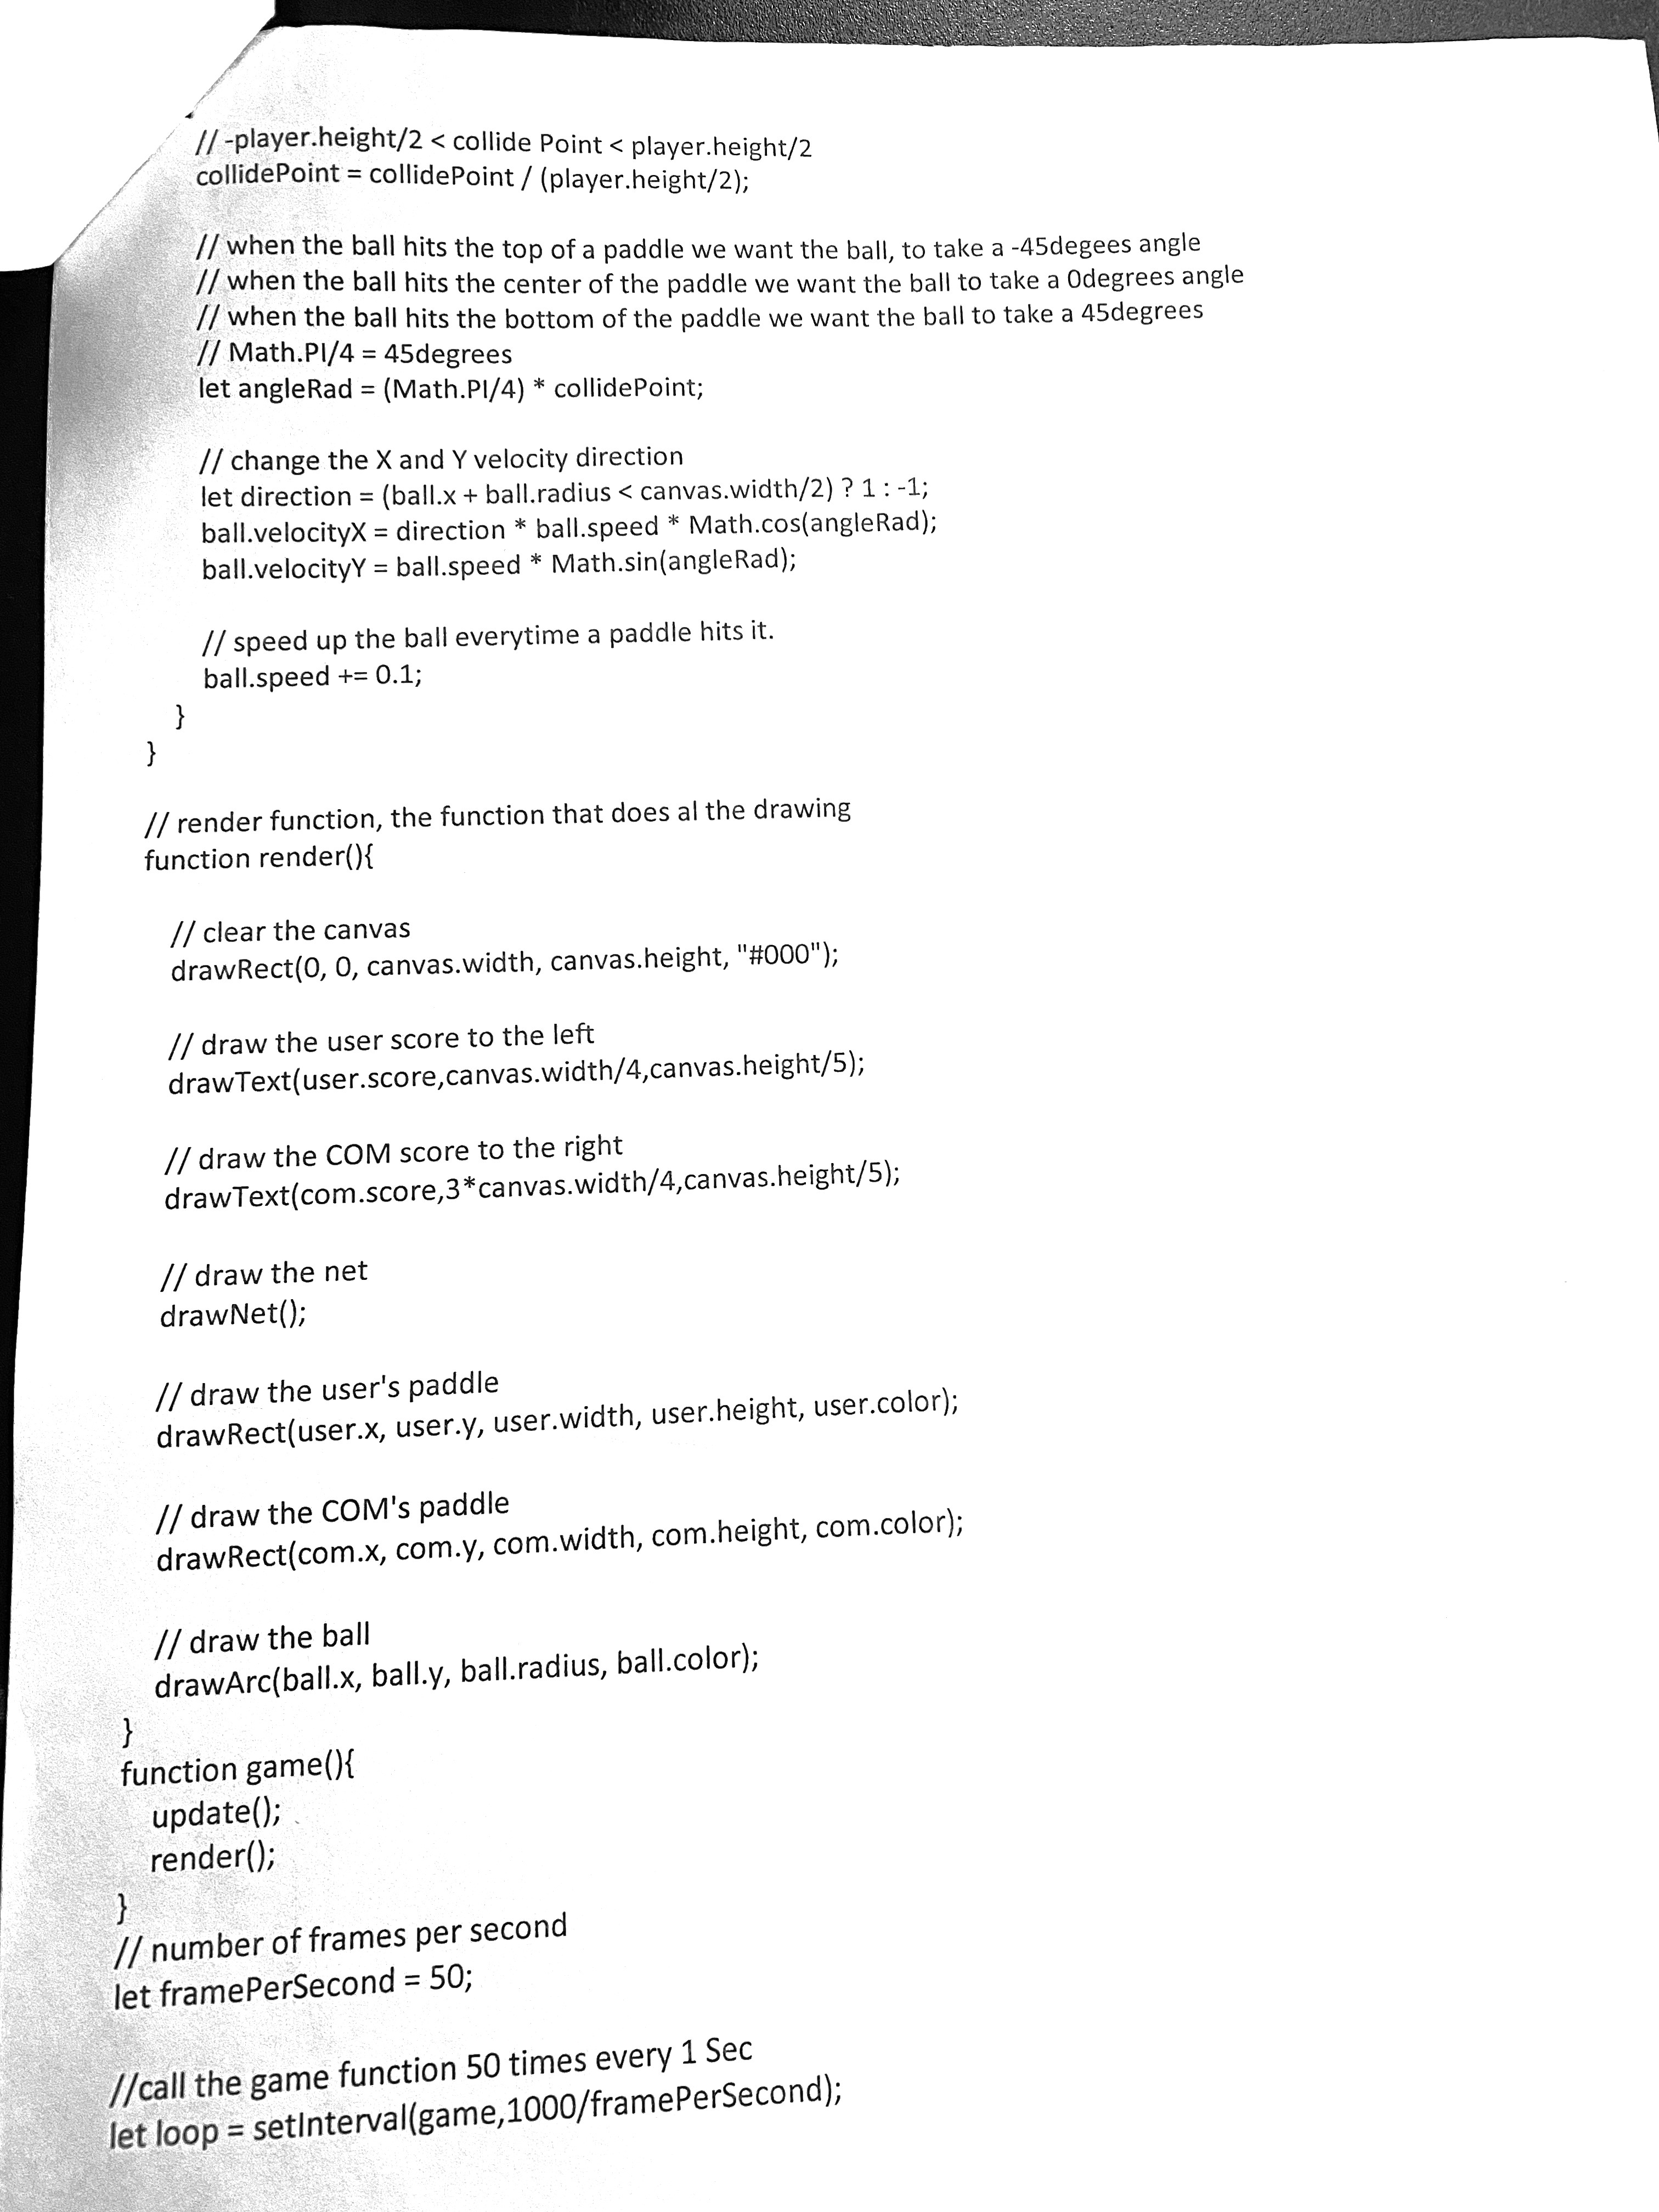 // -player.height/2 < collide Point < player.height/2
collidePoint = collidePoint / (player.height/2);
// when the ball hits the top of a paddle we want the ball, to take a -45degees angle
// when the ball hits the center of the paddle we want the ball to take a 0degrees angle
// when the ball hits the bottom of the paddle we want the ball to take a 45degrees
// Math.PI/4 = 45degrees
let angleRad = (Math.PI/4) * collidePoint;
// change the X and Y velocity direction
let direction = (ball.x + ball.radius < canvas.width/2) ? 1 : -1;
ball.velocityX = direction * ball.speed * Math.cos(angleRad);
ball.velocityY = ball.speed * Math.sin(angleRad);
// speed up the ball everytime a paddle hits it.
ball.speed += 0.1;
}
}
// render function, the function that does al the drawing
function render(){
// clear the canvas
drawRect(0, 0, canvas.width, canvas.height, "#000");
// draw the user score to the left
drawText(user.score,canvas.width/4,canvas.height/5);
// draw the COM score to the right
drawText(com.score,3*canvas.width/4,canvas.height/5);
// draw the net
drawNet();
// draw the user's paddle
drawRect(user.x, user.y, user.width, user.height, user.color);
// draw the COM's paddle
drawRect(com.x, com.y, com.width, com.height, com.color);
// draw the ball
drawArc(ball.x, ball.y, ball.radius, ball.color);
}
function game(){
update();
render();
}
// number of frames per second
let framePerSecond = 50;
//call the game function 50 times every 1 Sec
let loop = setInterval(game,1000/framePerSecond);